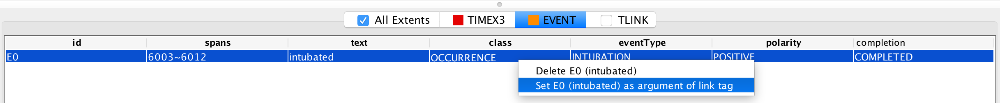 All Extents TIMEX3 EVENT TLINK
id spans text class eventType polarity completion
E0 6003~6012 intubated OCCURRENCE INTUBATION POSITIVE COMPLETED
Delete E0 (intubated)
Set E0 (intubated) as argument of link tag